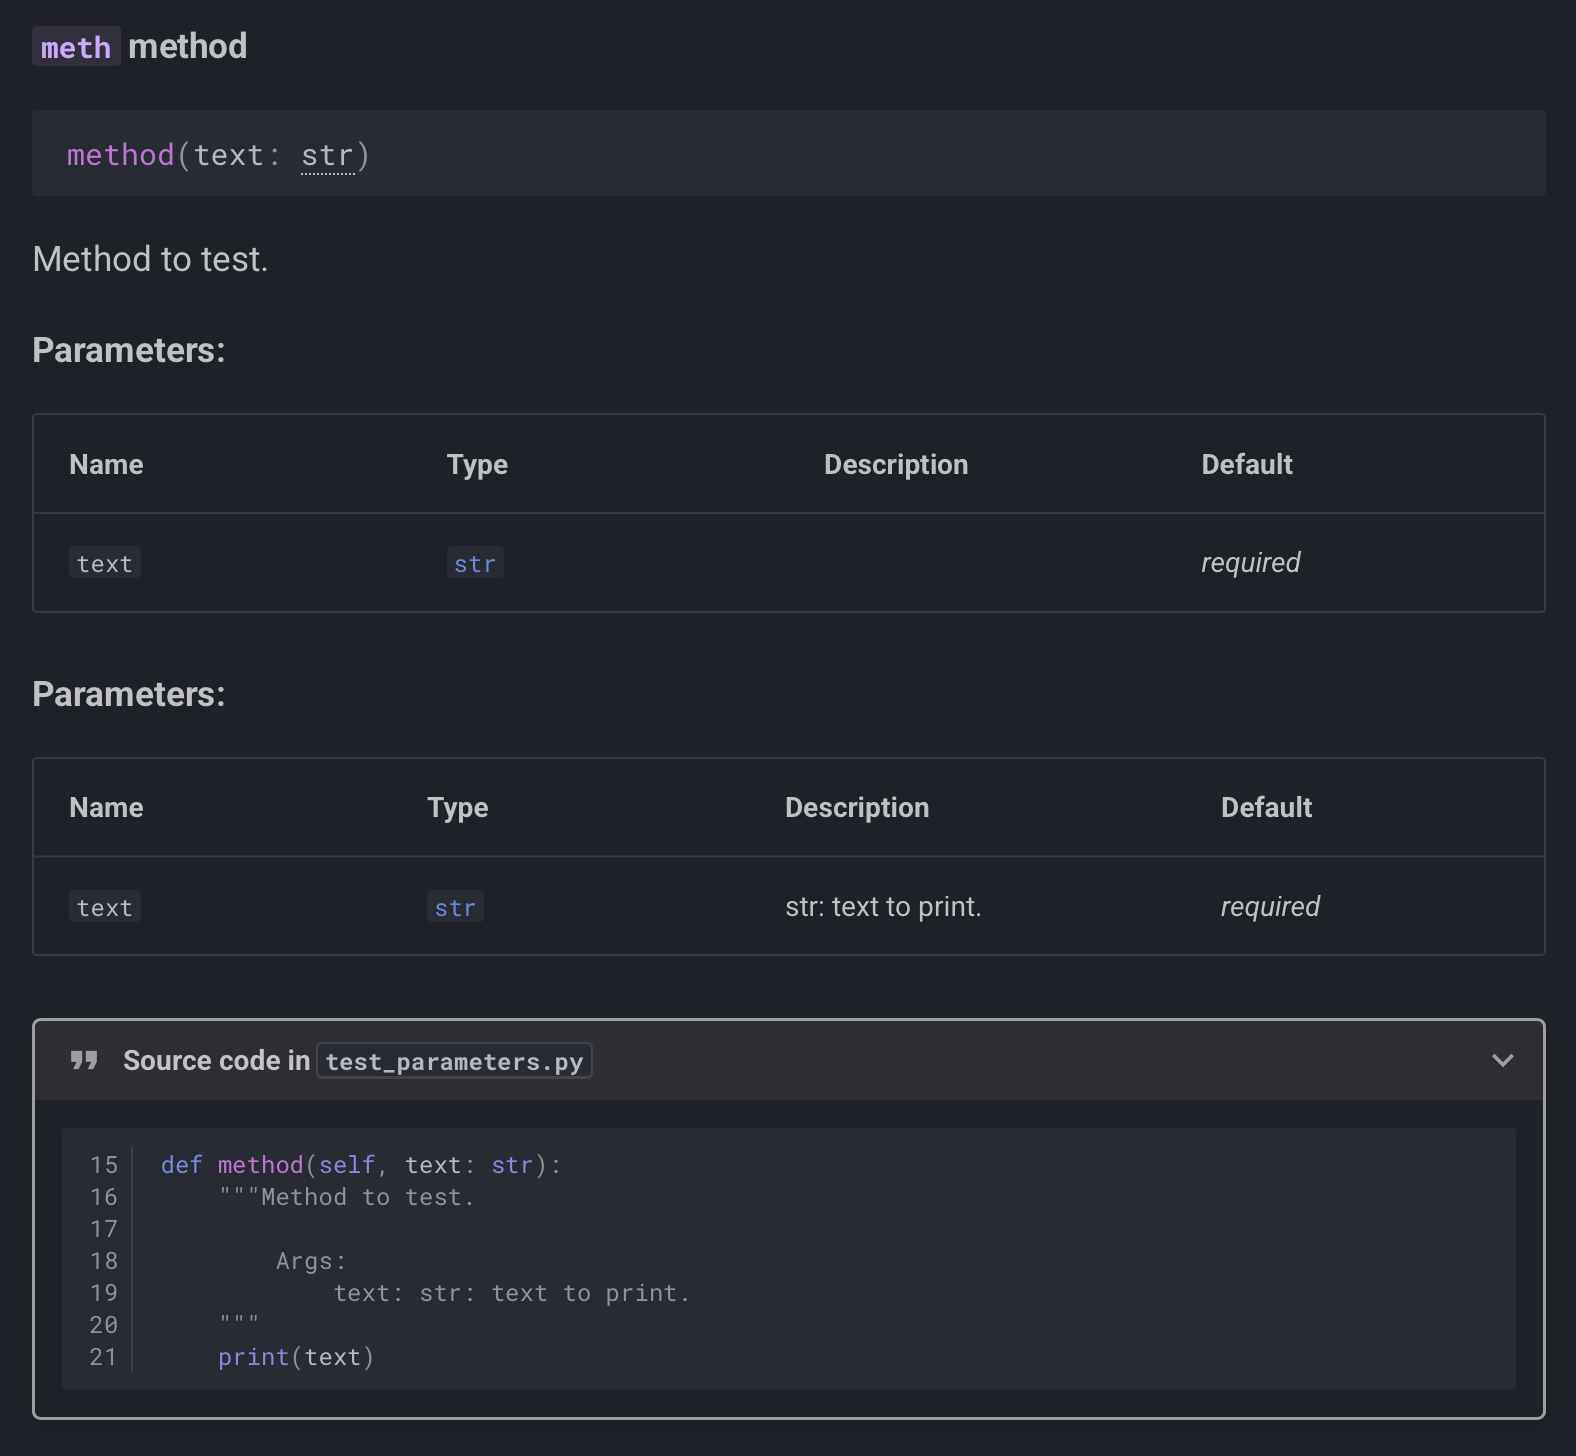 meth method
method(text: str)
Method to test.
Parameters:
Name Type Description Default
text str required
Parameters:
Name Type Description Default
text str str: text to print. required
Source code in test_parameters.py
15 def method(self, text: str):
16     """Method to test.
17
18         Args:
19             text: str: text to print.
20     """
21     print(text)